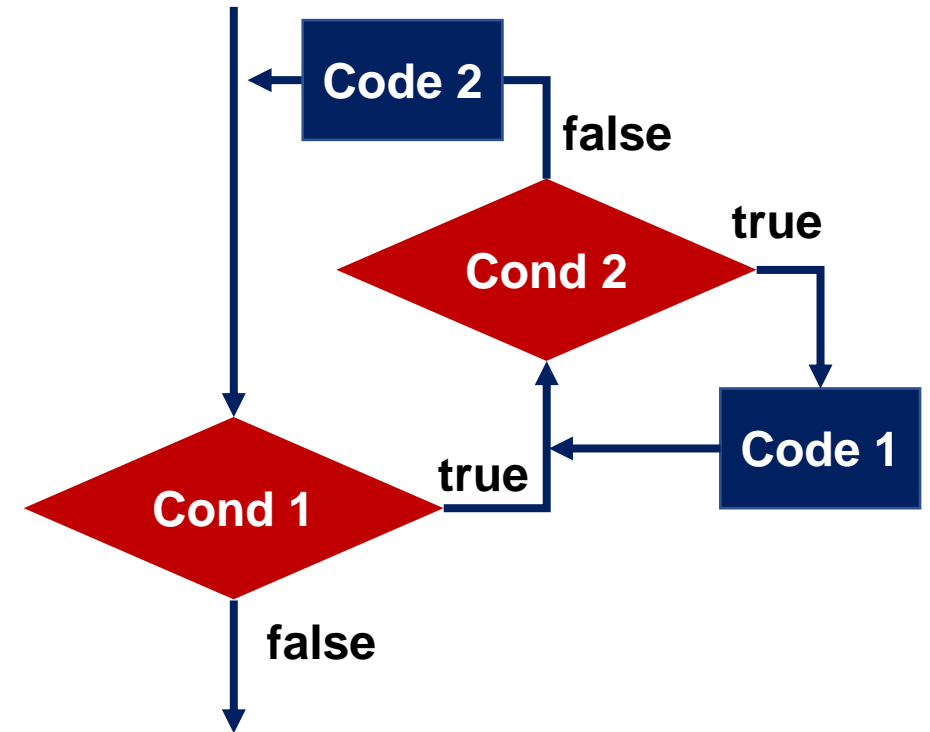 Code 2
false
true
Cond 2
Code 1
true
Cond 1
false